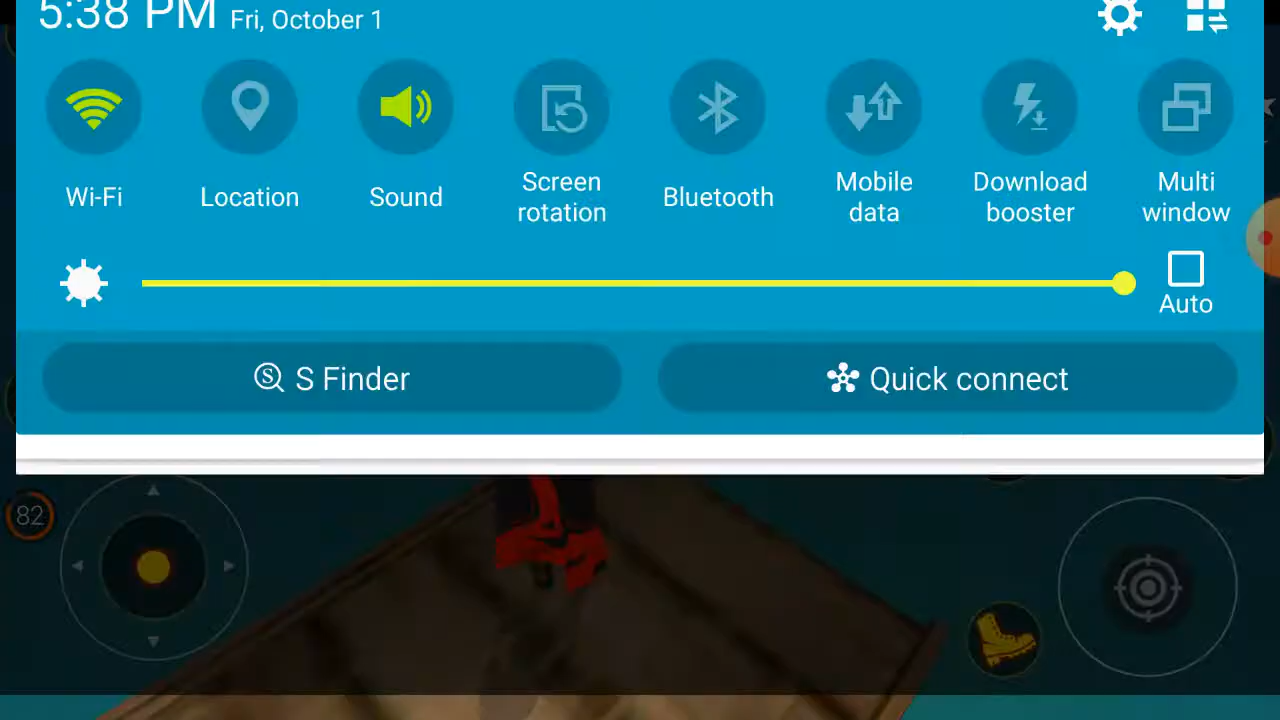 5:38 PM Fri, October 1
Wi-Fi
Location
Sound
Screen
rotation
Bluetooth
Mobile
data
Download
booster
Multi
window
Auto
S Finder
Quick connect
82